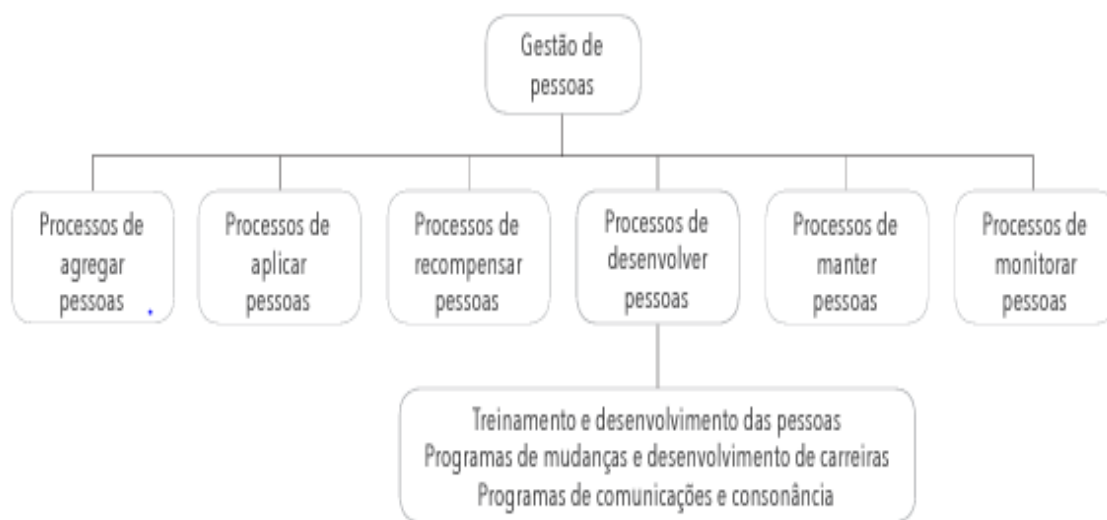 Gestão de
pessoas
Processos de
agregar
pessoas
Processos de
aplicar
pessoas
Processos de
recompensar
pessoas
Processos de
desenvolver
pessoas
Processos de
manter
pessoas
Processos de
monitorar
pessoas
Treinamento e desenvolvimento das pessoas
Programas de mudanças e desenvolvimento de carreiras
Programas de comunicações e consonância